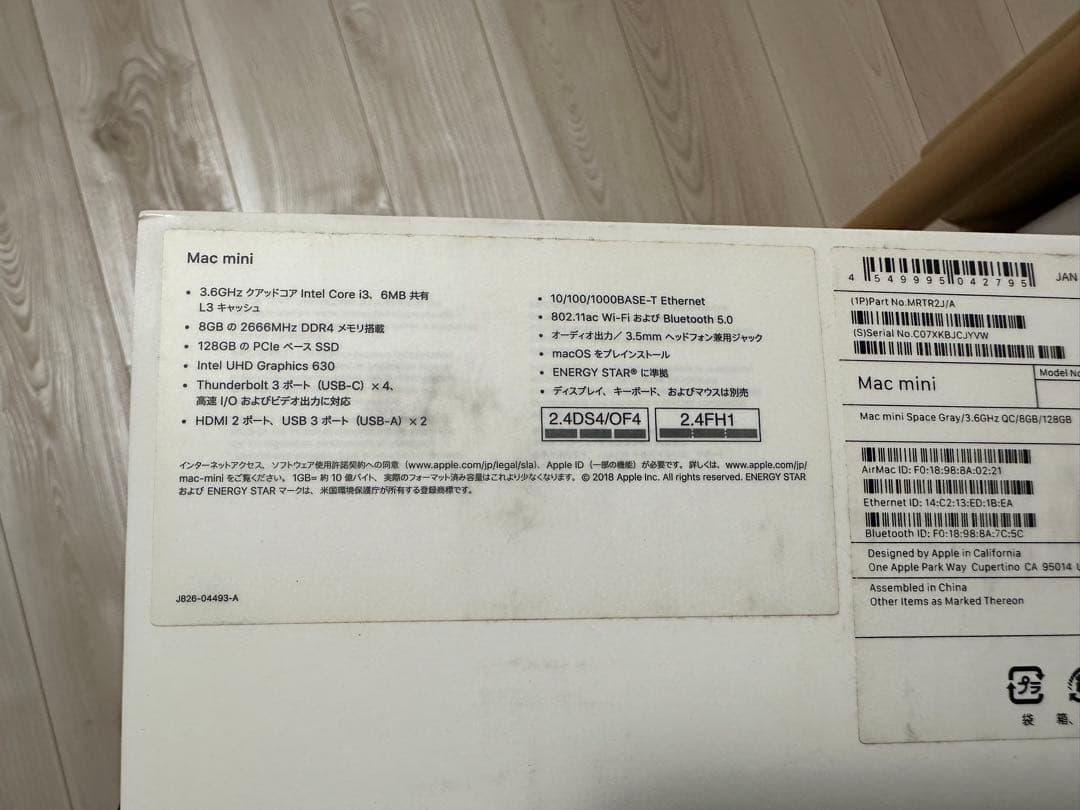 Mac mini
• 3.6GHz クアッドコア Intel Core i3、6MB 共有
L3 キャッシュ
• 8GB の 2666MHz DDR4 メモリ搭載
• 128GB の PCIe ベース SSD
• Intel UHD Graphics 630
• Thunderbolt 3 ポート（USB-C）× 4、
高速 I/O およびビデオ出力に対応
• HDMI 2 ポート、USB 3 ポート（USB-A）× 2
• 10/100/1000BASE-T Ethernet
• 802.11ac Wi-Fi および Bluetooth 5.0
• オーディオ出力／3.5mm ヘッドフォン兼用ジャック
• macOS をプレインストール
• ENERGY STAR® に準拠
• ディスプレイ、キーボード、およびマウスは別売
2.4DS4/OF4
2.4FH1
インターネットアクセス、ソフトウェア使用許諾契約への同意（www.apple.com/jp/legal/sla）、Apple ID（一部の機能）が必要です。詳しくは、www.apple.com/jp/
mac-mini をご覧ください。1GB= 約 10 億バイト、実際のフォーマット済み容量はこれより少なくなります。© 2018 Apple Inc. All rights reserved. ENERGY STAR
および ENERGY STAR マークは、米国環境保護庁が所有する登録商標です。
J826-04493-A
4 549995 042795
JAN
(1P)Part No.MRTR2J/A
(S)Serial No.C07XKBJCJYVW
Mac mini
Model No
Mac mini Space Gray/3.6GHz QC/8GB/128GB
AirMac ID: F0:18:98:8A:02:21
Ethernet ID: 14:C2:13:ED:1B:EA
Bluetooth ID: F0:18:98:8A:7C:5C
Designed by Apple in California
One Apple Park Way Cupertino CA 95014 U
Assembled in China
Other Items as Marked Thereon
プラ
袋
箱、